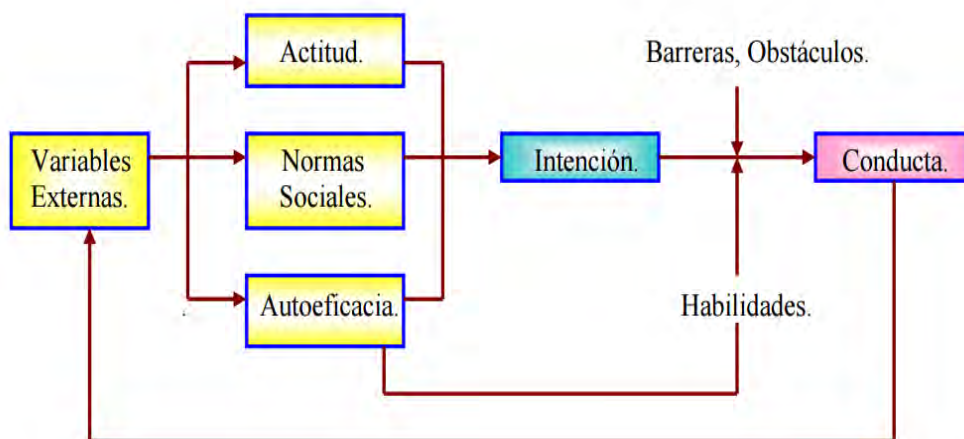 Actitud.
Barreras, Obstáculos.
Variables
Externas.
Normas
Sociales.
Intención.
Conducta.
Autoeficacia.
Habilidades.